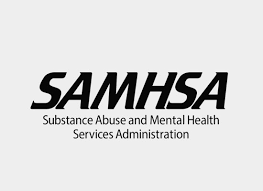 SAMHSA
Substance Abuse and Mental Health
Services Administration